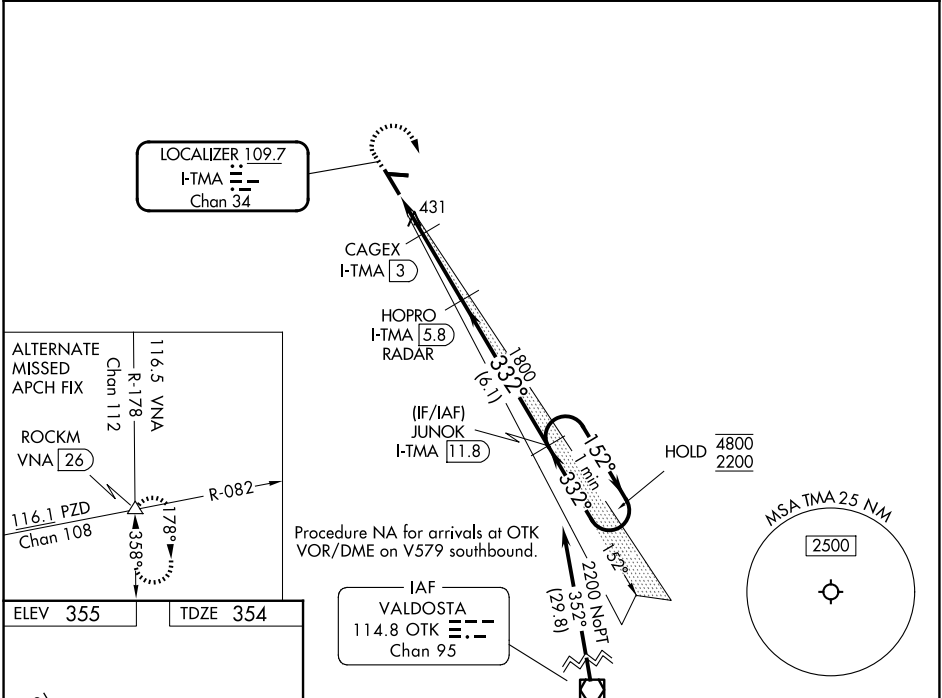 LOCALIZER 109.7
I-TMA
Chan 34
431
CAGEX
I-TMA 3
HOPRO
I-TMA 5.8
RADAR
1800
332°
(6.1)
(IF/IAF)
JUNOK
I-TMA 11.8
152°
1 min
332°
HOLD 4800
2200
152°
ALTERNATE
MISSED
APCH FIX
116.5 VNA
Chan 112
R-178
ROCKM
VNA 26
R-082
116.1 PZD
Chan 108
178°
358°
Procedure NA for arrivals at OTK
VOR/DME on V579 southbound.
IAF
VALDOSTA
114.8 OTK
Chan 95
2200 NoPT
352°
(29.8)
MSA TMA 25 NM
2500
ELEV 355
TDZE 354